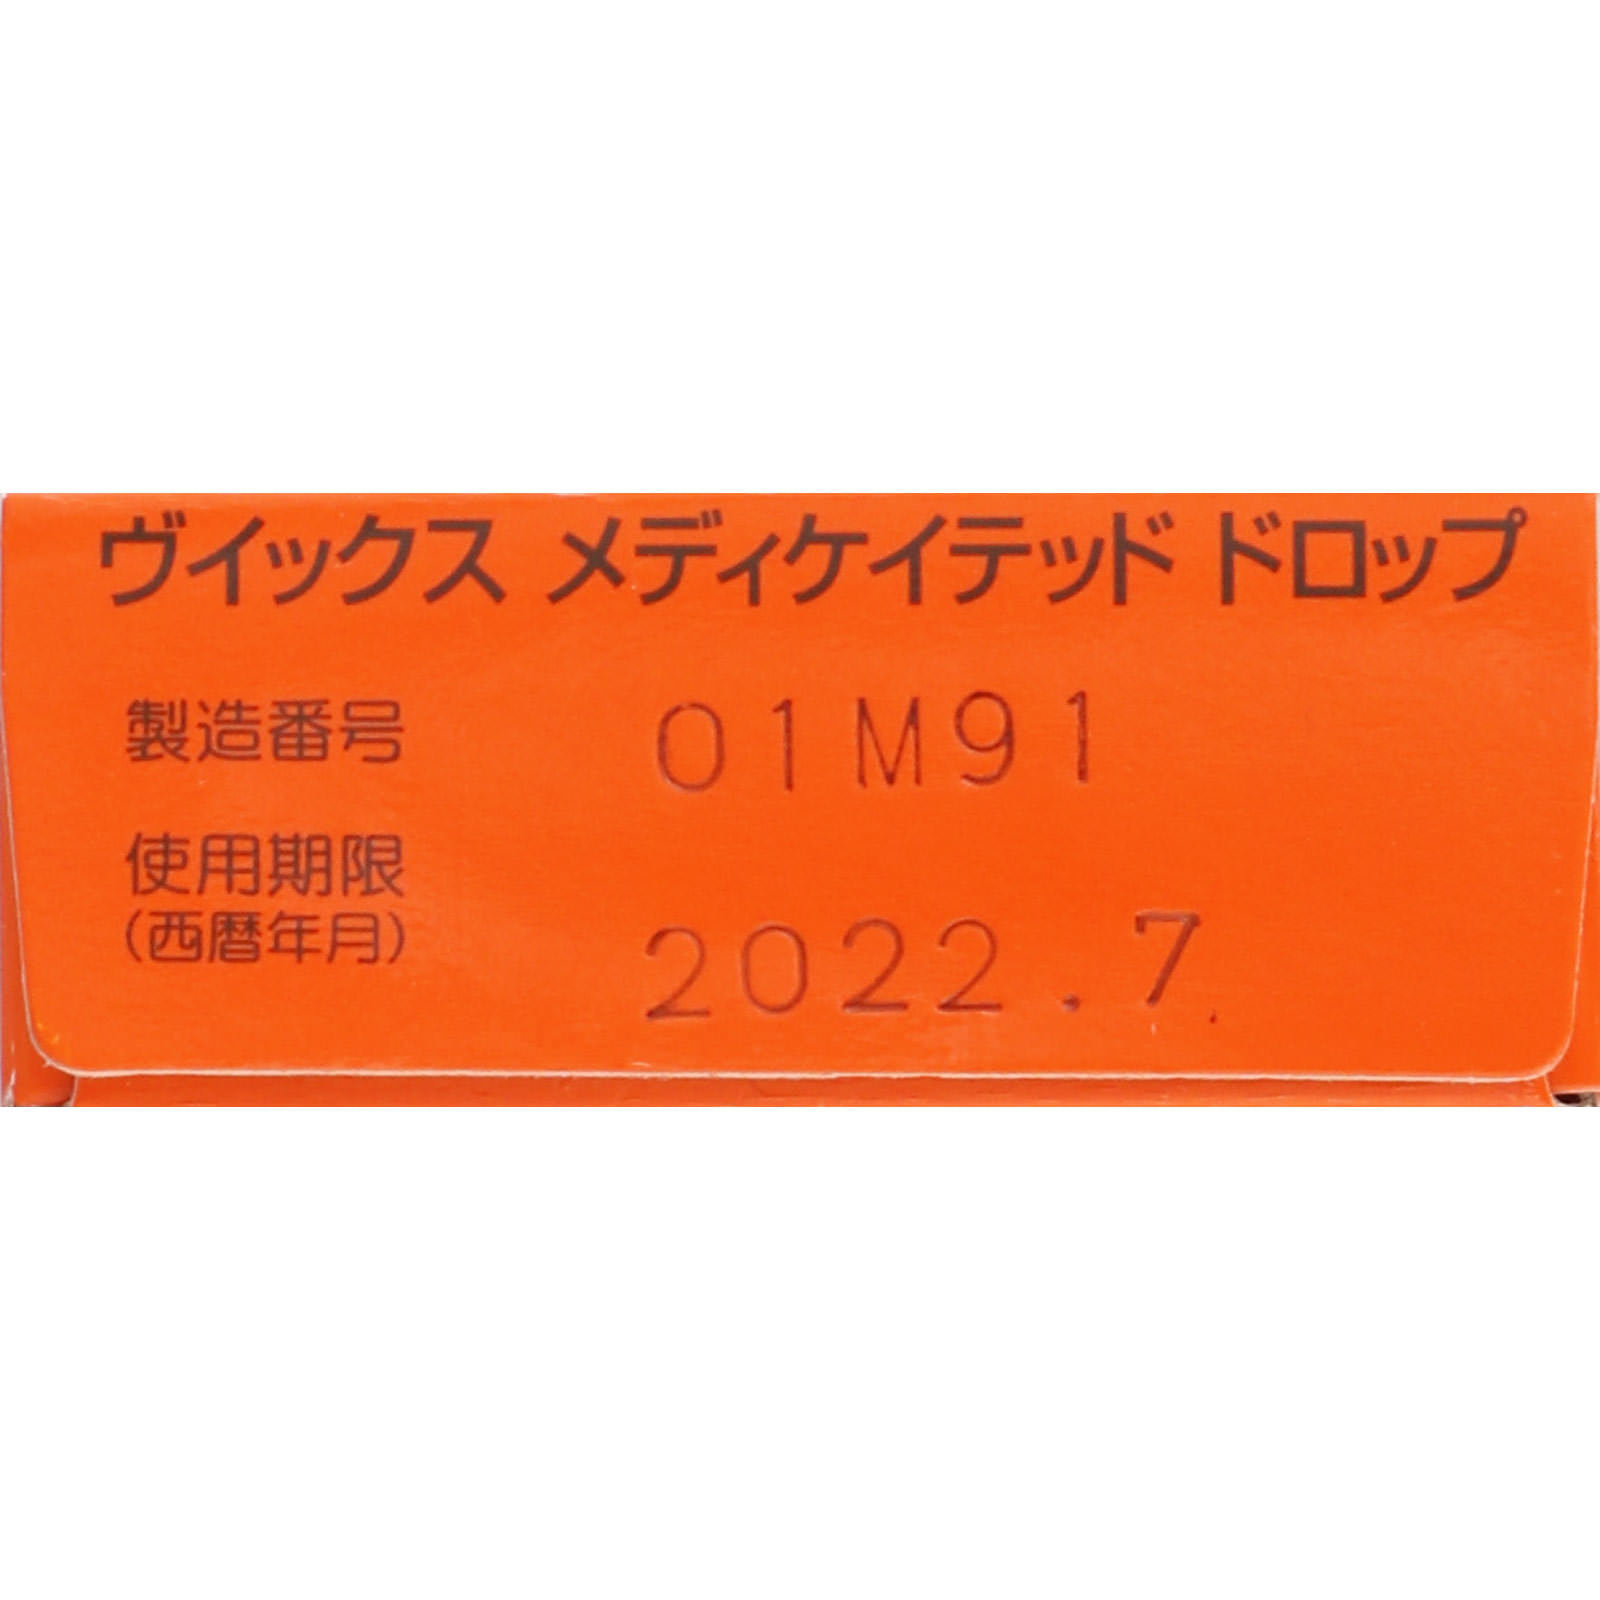 ヴイックス メディケイテッド ドロップ
製造番号 01M91
使用期限
(西暦年月) 2022.7